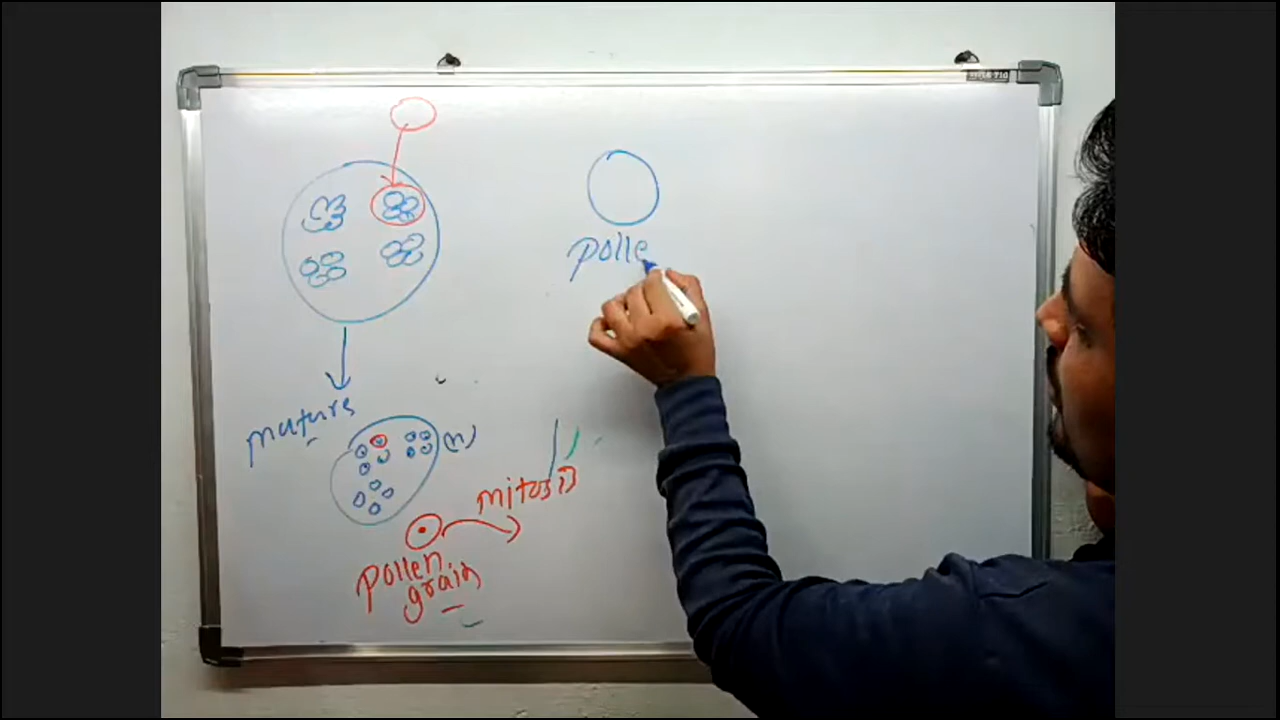 mature
(n)
mitosis
pollen
grain
polle